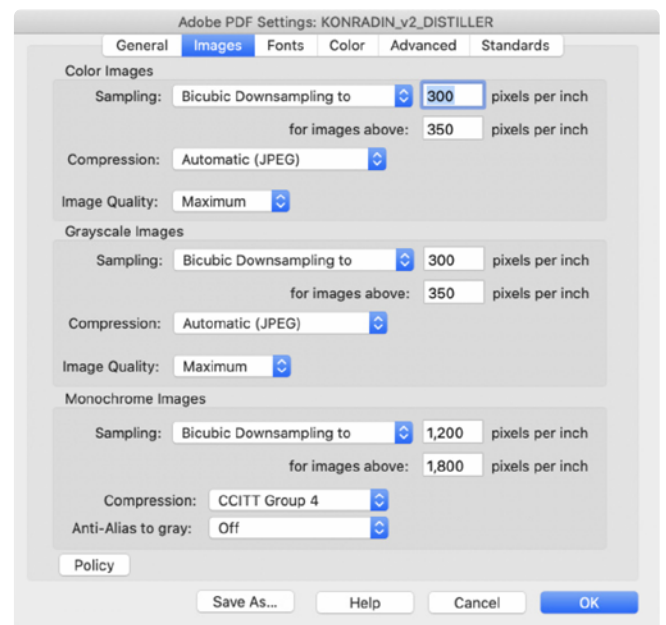 Adobe PDF Settings: KONRADIN_v2_DISTILLER
General Images Fonts Color Advanced Standards
Color Images
Sampling: Bicubic Downsampling to 300 pixels per inch
for images above: 350 pixels per inch
Compression: Automatic (JPEG)
Image Quality: Maximum
Grayscale Images
Sampling: Bicubic Downsampling to 300 pixels per inch
for images above: 350 pixels per inch
Compression: Automatic (JPEG)
Image Quality: Maximum
Monochrome Images
Sampling: Bicubic Downsampling to 1,200 pixels per inch
for images above: 1,800 pixels per inch
Compression: CCITT Group 4
Anti-Alias to gray: Off
Policy
Save As... Help Cancel OK